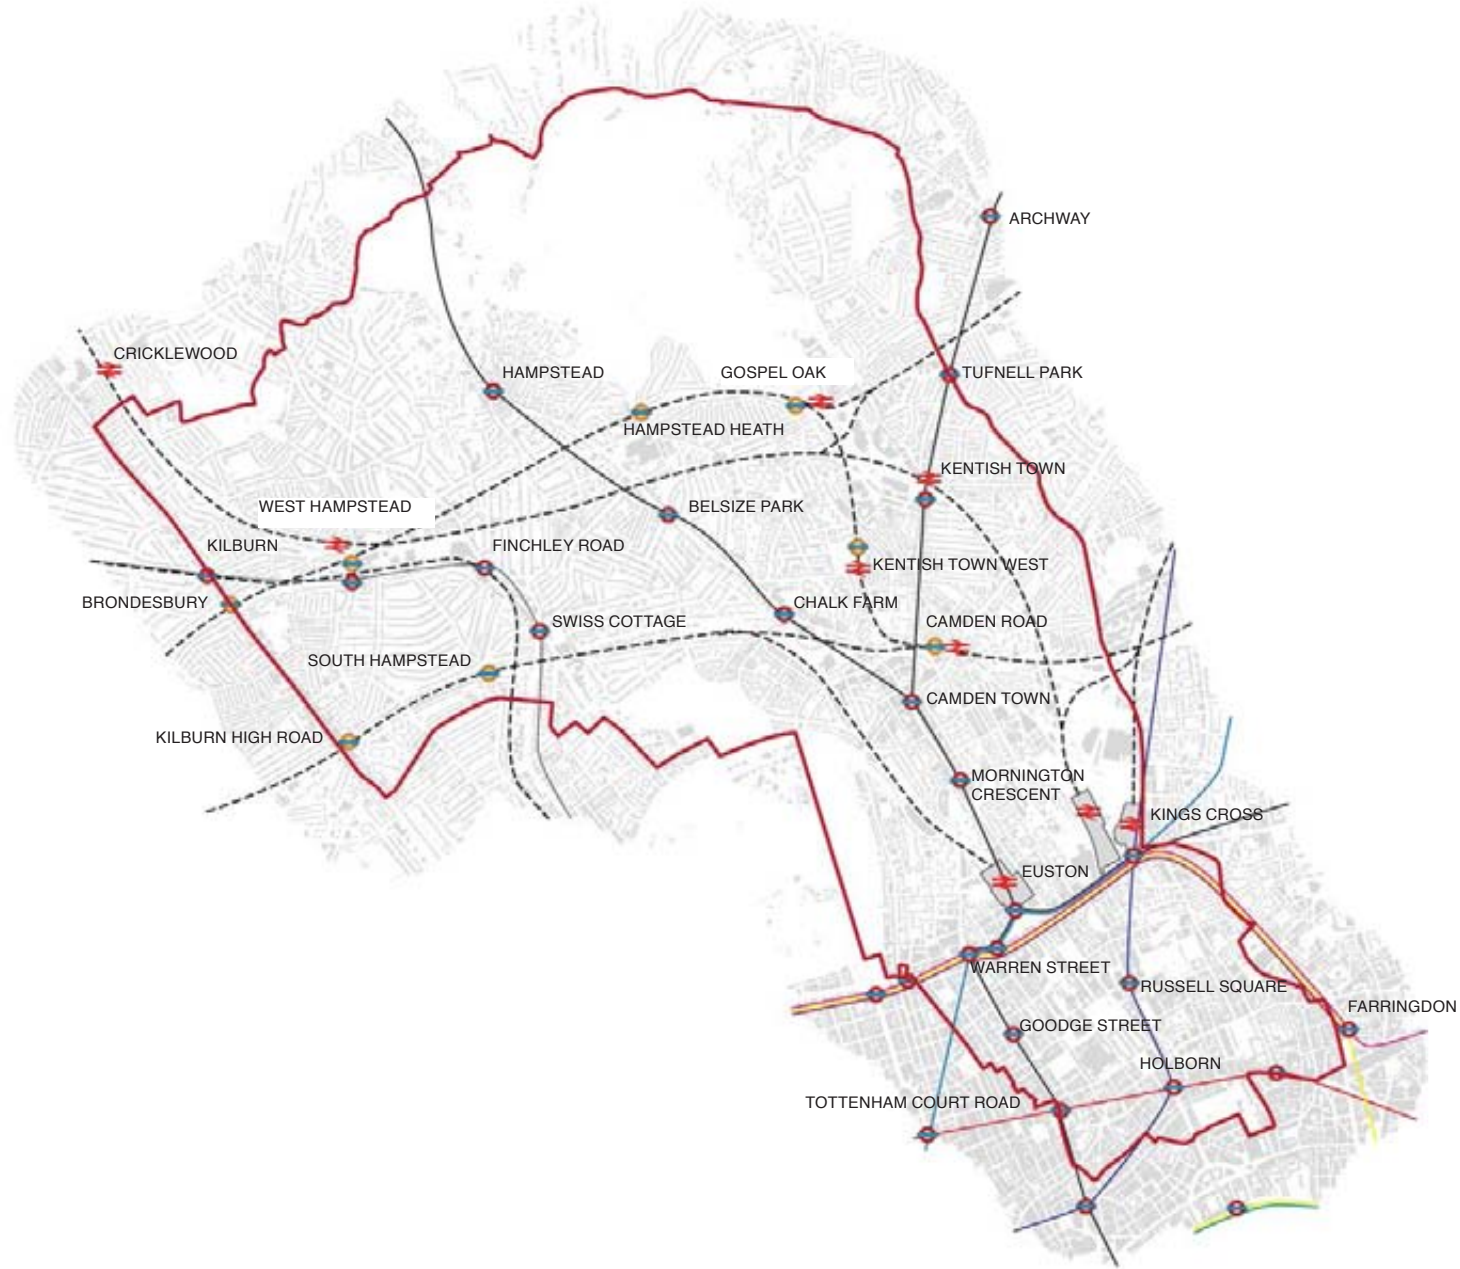 ARCHWAY
CRICKLEWOOD
HAMPSTEAD
GOSPEL OAK
TUFNELL PARK
HAMPSTEAD HEATH
KENTISH TOWN
WEST HAMPSTEAD
BELSIZE PARK
KILBURN
FINCHLEY ROAD
KENTISH TOWN WEST
BRONDESBURY
CHALK FARM
SWISS COTTAGE
CAMDEN ROAD
SOUTH HAMPSTEAD
CAMDEN TOWN
KILBURN HIGH ROAD
MORNINGTON
CRESCENT
KINGS CROSS
EUSTON
WARREN STREET
RUSSELL SQUARE
FARRINGDON
GOODGE STREET
HOLBORN
TOTTENHAM COURT ROAD